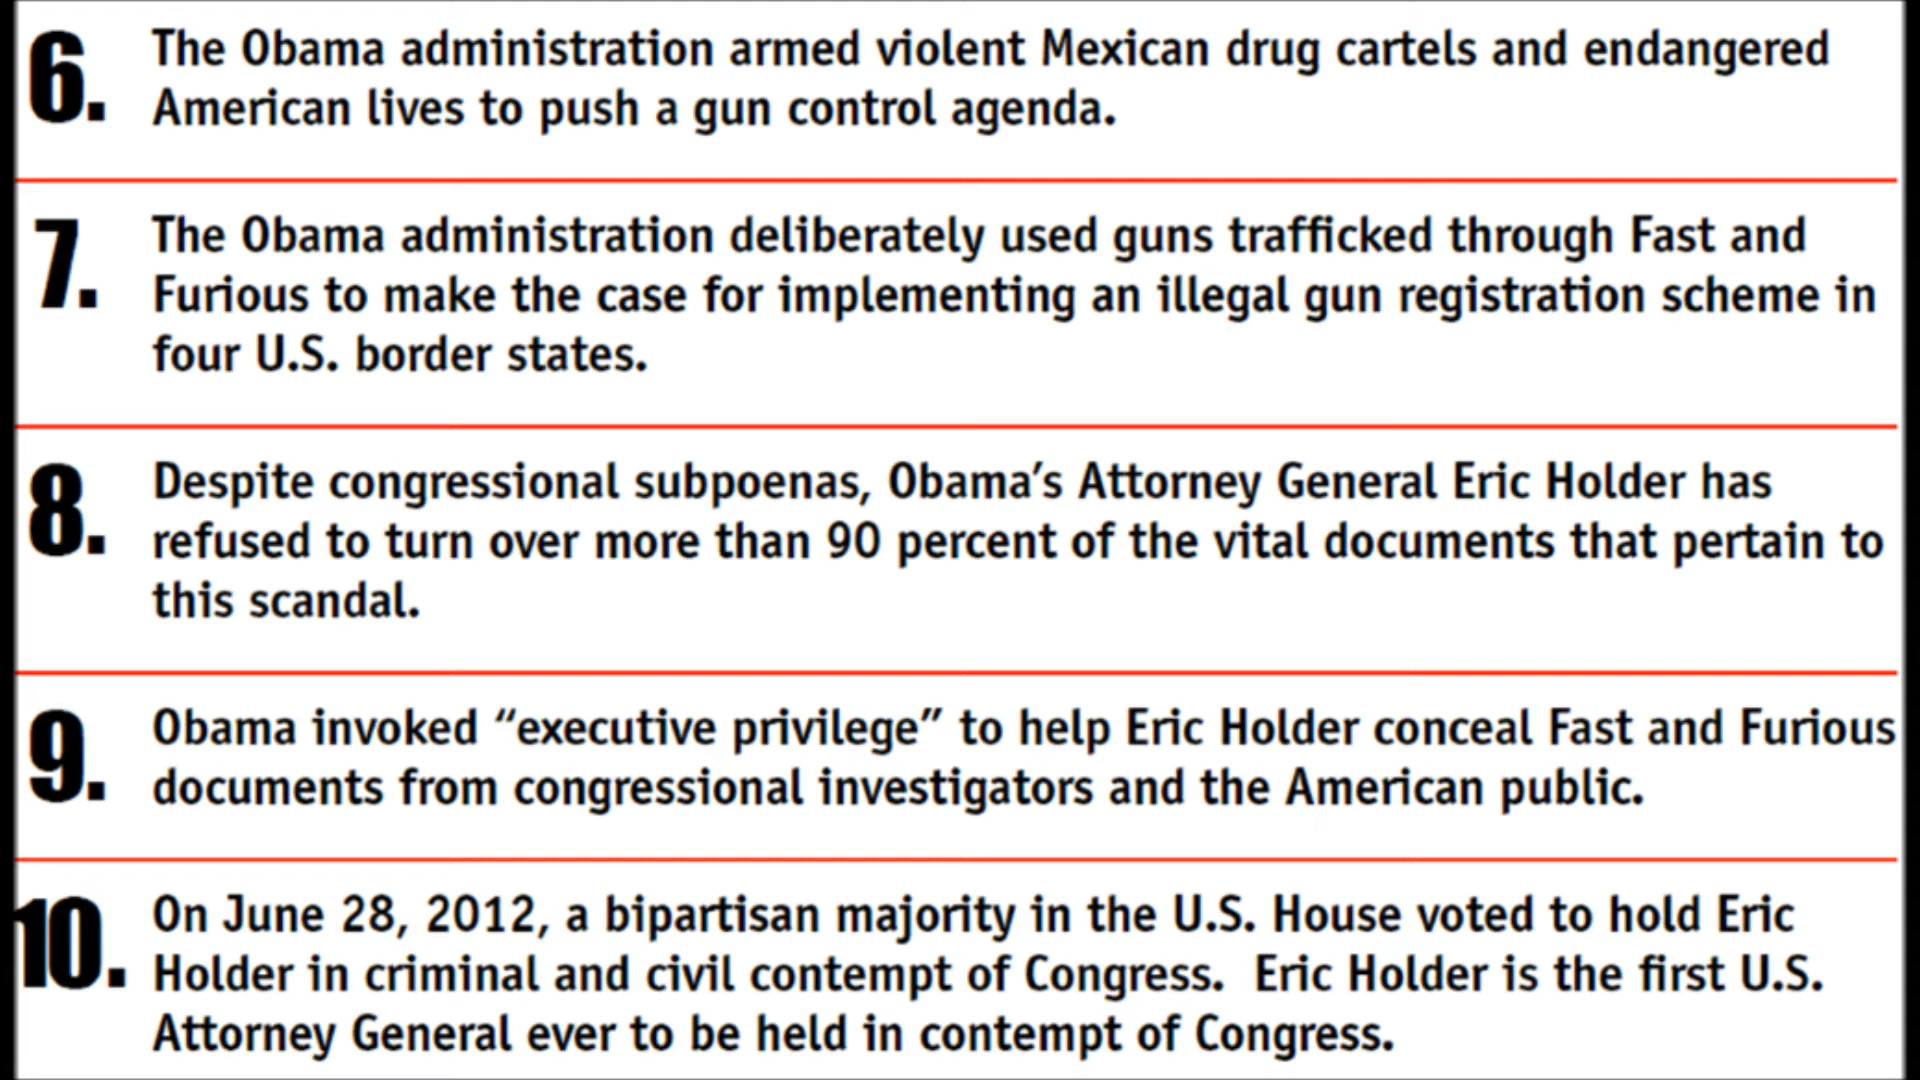 6. The Obama administration armed violent Mexican drug cartels and endangered
American lives to push a gun control agenda.
7. The Obama administration deliberately used guns trafficked through Fast and
Furious to make the case for implementing an illegal gun registration scheme in
four U.S. border states.
8. Despite congressional subpoenas, Obama’s Attorney General Eric Holder has
refused to turn over more than 90 percent of the vital documents that pertain to
this scandal.
9. Obama invoked “executive privilege” to help Eric Holder conceal Fast and Furious
documents from congressional investigators and the American public.
10. On June 28, 2012, a bipartisan majority in the U.S. House voted to hold Eric
Holder in criminal and civil contempt of Congress.  Eric Holder is the first U.S.
Attorney General ever to be held in contempt of Congress.